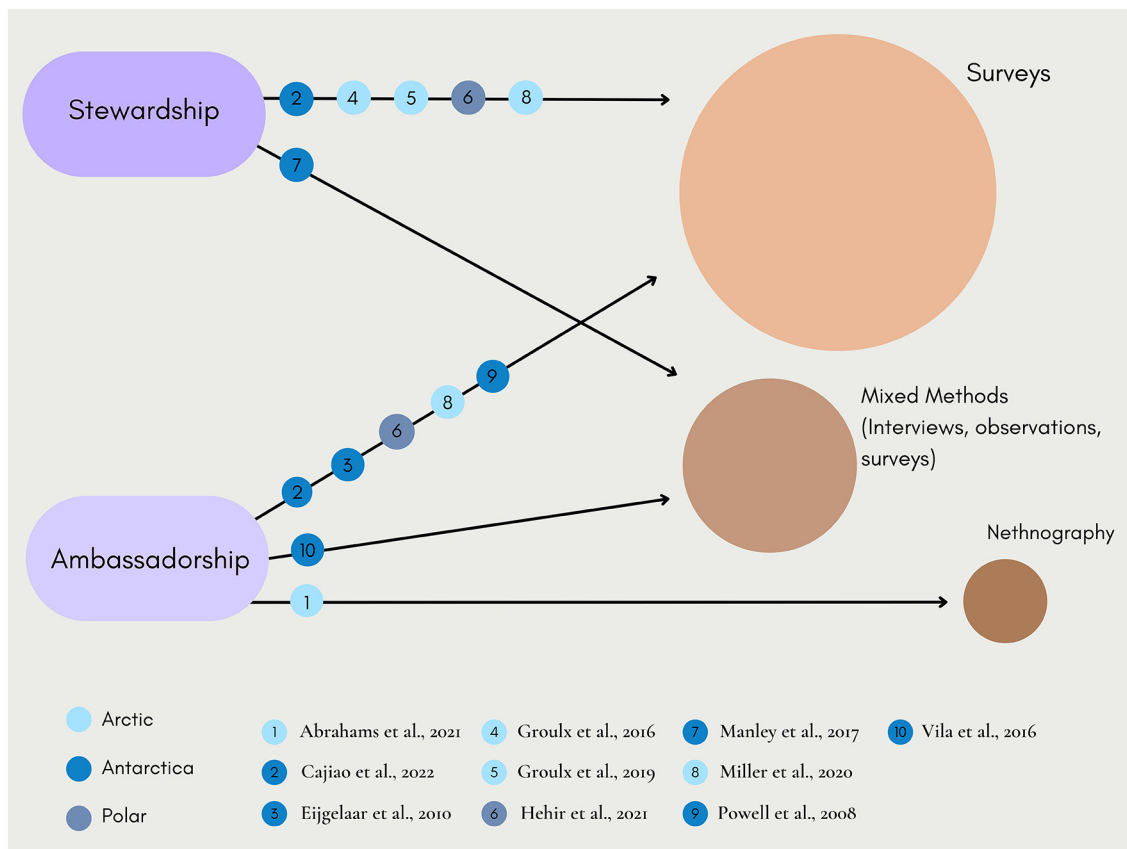 Stewardship
2 4 5 6 8
7
Surveys
9
8
6
3
2
Mixed Methods
(Interviews, observations,
surveys)
Ambassadorship
10
1
Nethnography
Arctic
Antarctica
Polar
1 Abrahams et al., 2021
2 Cajiao et al., 2022
3 Eijgelaar et al., 2010
4 Groulx et al., 2016
5 Groulx et al., 2019
6 Hehir et al., 2021
7 Manley et al., 2017
8 Miller et al., 2020
9 Powell et al., 2008
10 Vila et al., 2016